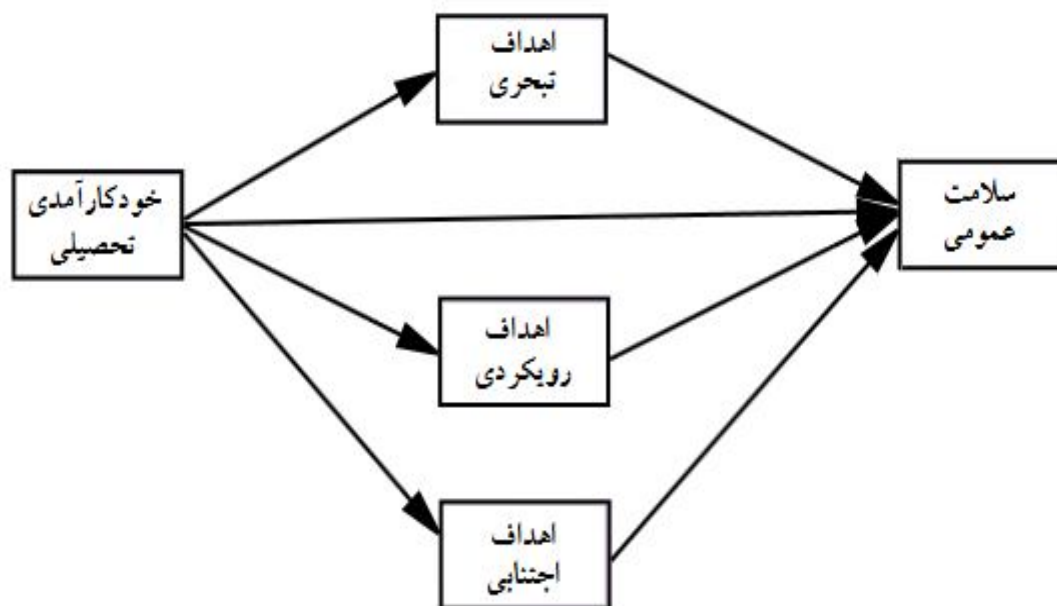 اهداف
تبحری
خودکارآمدی
تحصیلی
سلامت
عمومی
اهداف
رویکردی
اهداف
اجتنابی